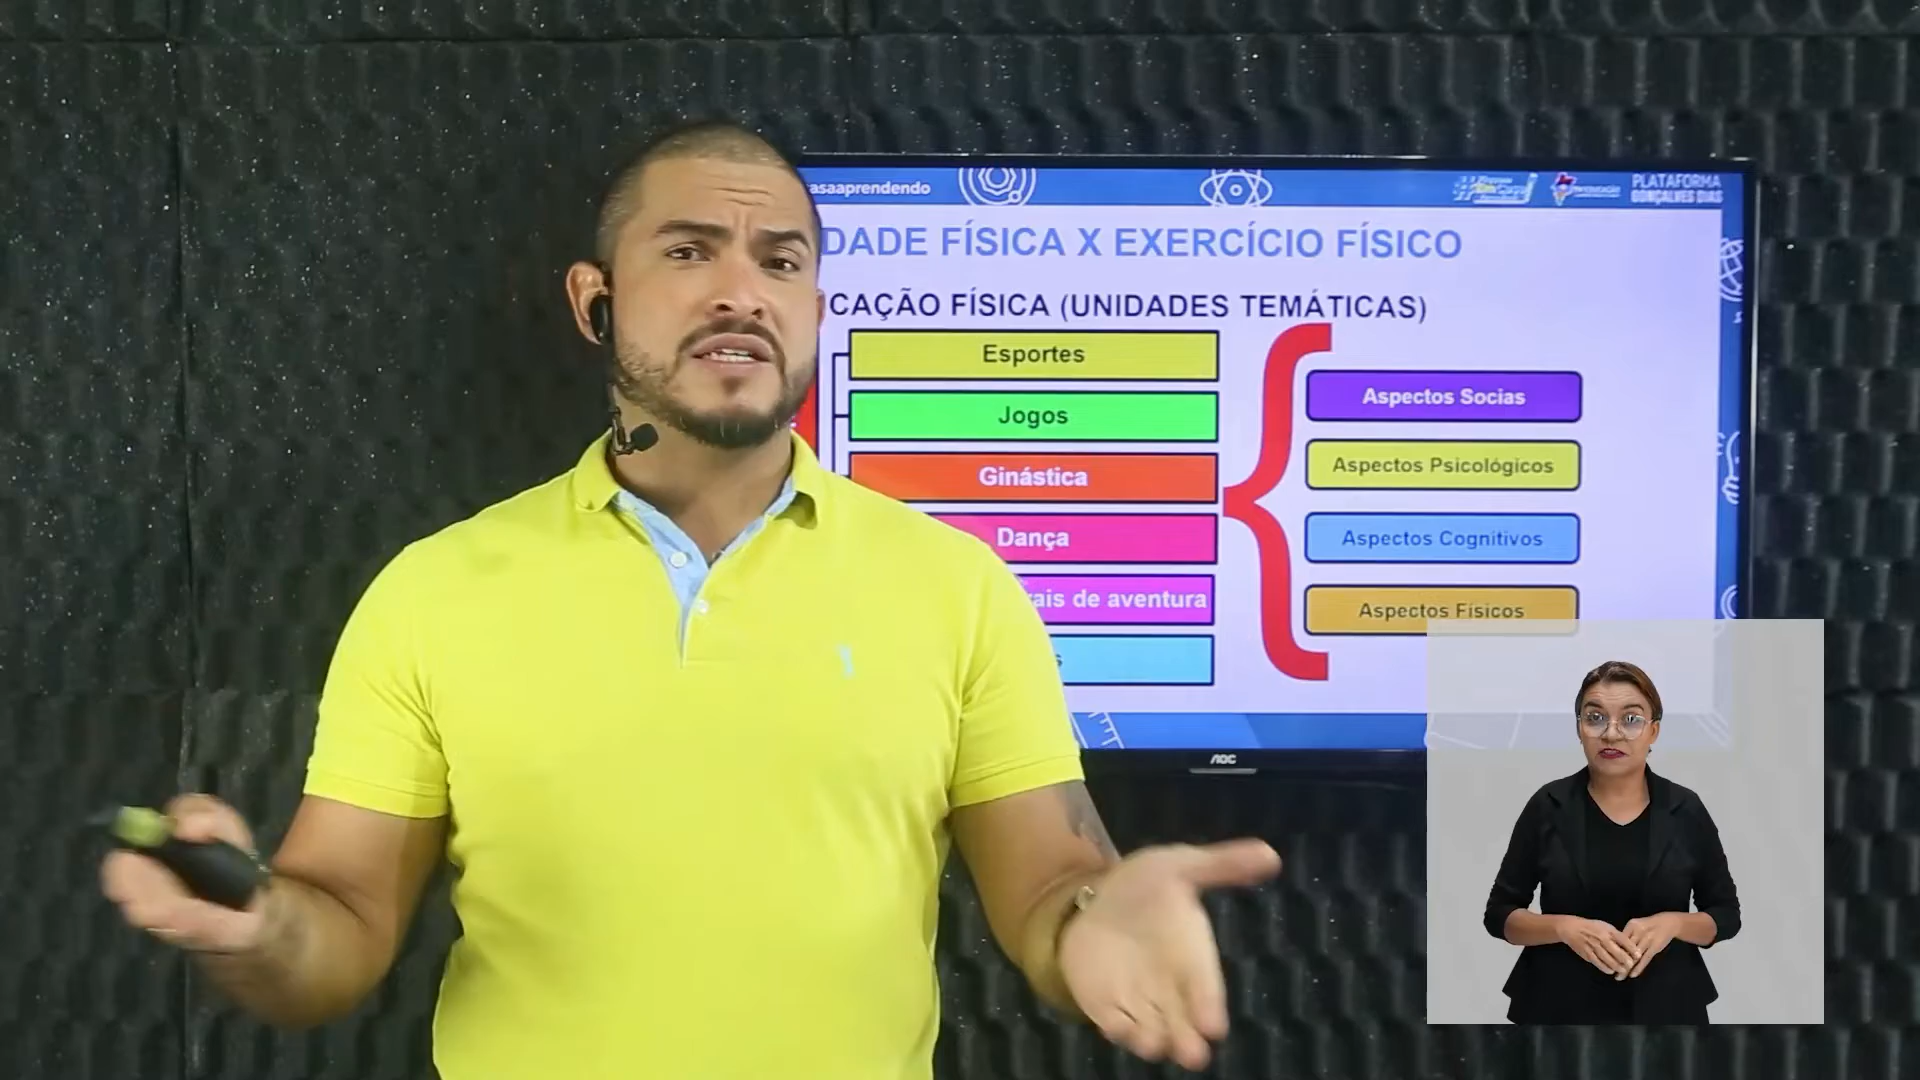 asaaprendendo
PLATAFORMA
GONÇALVES DIAS
DADE FÍSICA X EXERCÍCIO FÍSICO
CAÇÃO FÍSICA (UNIDADES TEMÁTICAS)
Esportes
Jogos
Ginástica
Dança
ais de aventura
s
Aspectos Socias
Aspectos Psicológicos
Aspectos Cognitivos
Aspectos Físicos
AOC